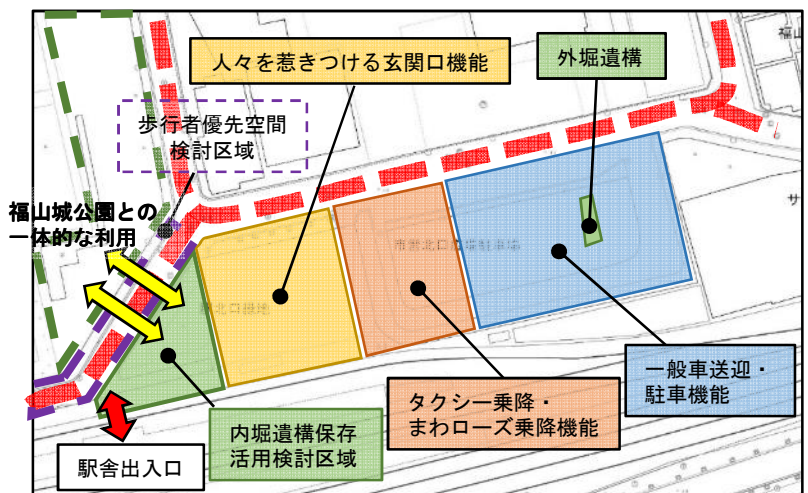 人々を惹きつける玄関口機能
外堀遺構
福山
歩行者優先空間
検討区域
福山城公園との
一体的な利用
サ
一般車送迎・
駐車機能
タクシー乗降・
まわローズ乗降機能
内堀遺構保存
活用検討区域
駅舎出入口